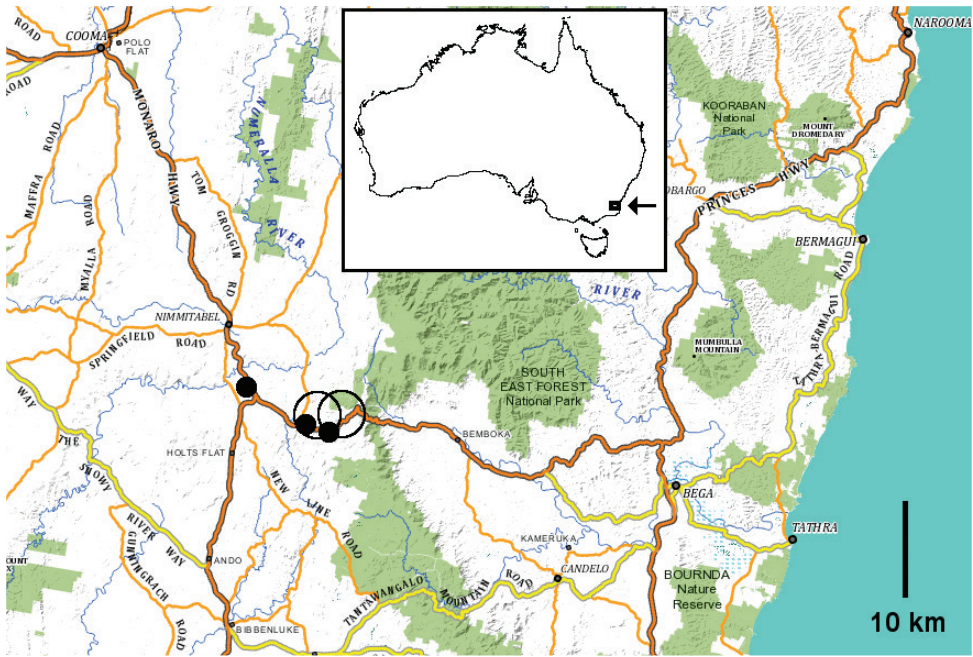 ROAD
COOMA
POLO
FLAT
ROAD
MONARO
HWY
NUMERALLA
RIVER
MAFFRA
ROAD
MYALLA
ROAD
TOM
GROGGIN
RD
NIMMITABEL
SPRINGFIELD
ROAD
NAROOMA
KOORABAN
National
Park
MOUNT
DROMEDARY
OBARGO
PRINCES
HWY
BERMAGUI
TATHRA-BERMAGUI
ROAD
RIVER
MUMBULLA
MOUNTAIN
SOUTH
EAST FOREST
National Park
WAY
THE
SNOWY
RIVER
WAY
HOLTS FLAT
NEW
LINE
ROAD
BEMBOKA
BEGA
TATHRA
KAMERUKA
CANDELO
BOURNDA
Nature
Reserve
OUNT
X
GUNNINGRACH
ROAD
ANDO
BIBBENLUKE
TANTAWANGALO
MOUNTAIN
ROAD
10 km